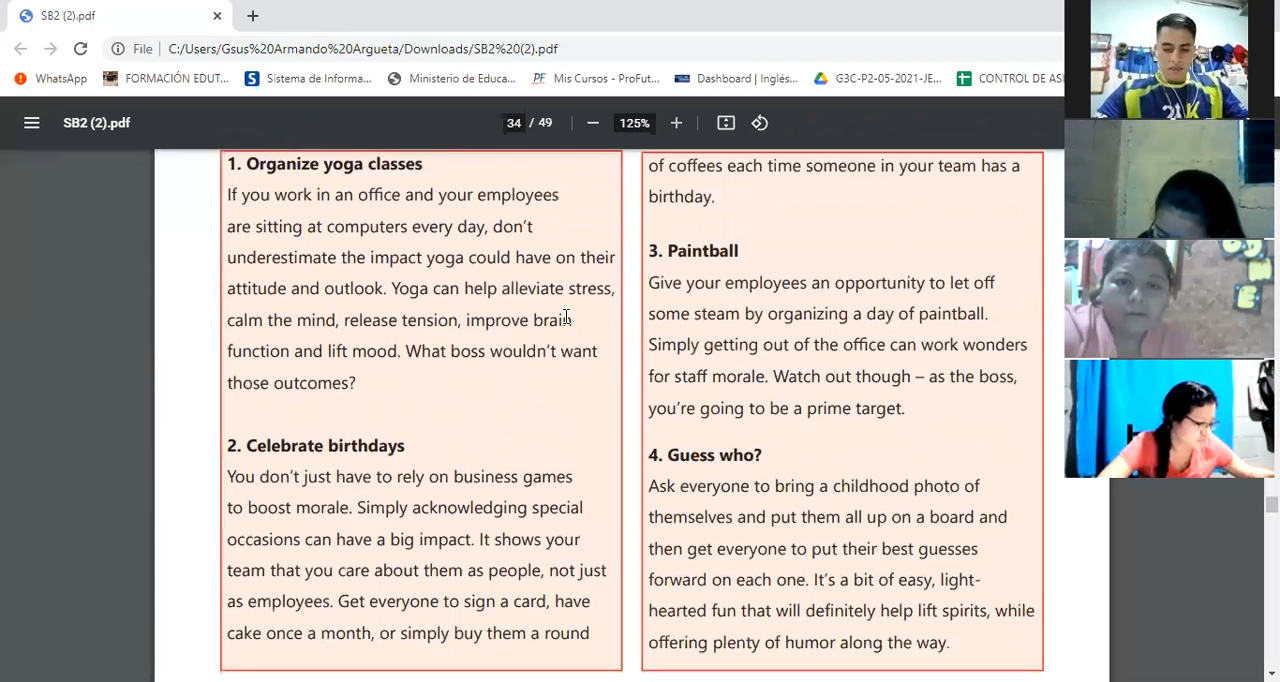 SB2 (2).pdf
File C:/Users/Gsus%20Armando%20Argueta/Downloads/SB2%20(2).pdf
WhatsApp FORMACIÓN EDUT... Sistema de Informa... Ministerio de Educa... Mis Cursos - ProFut... Dashboard | Inglés,... G3C-P2-05-2021-JE... CONTROL DE AS
SB2 (2).pdf 34 / 49 125%
1. Organize yoga classes
If you work in an office and your employees
are sitting at computers every day, don't
underestimate the impact yoga could have on their
attitude and outlook. Yoga can help alleviate stress,
calm the mind, release tension, improve brain
function and lift mood. What boss wouldn't want
those outcomes?
2. Celebrate birthdays
You don't just have to rely on business games
to boost morale. Simply acknowledging special
occasions can have a big impact. It shows your
team that you care about them as people, not just
as employees. Get everyone to sign a card, have
cake once a month, or simply buy them a round
of coffees each time someone in your team has a
birthday.
3. Paintball
Give your employees an opportunity to let off
some steam by organizing a day of paintball.
Simply getting out of the office can work wonders
for staff morale. Watch out though – as the boss,
you're going to be a prime target.
4. Guess who?
Ask everyone to bring a childhood photo of
themselves and put them all up on a board and
then get everyone to put their best guesses
forward on each one. It's a bit of easy, light-
hearted fun that will definitely help lift spirits, while
offering plenty of humor along the way.